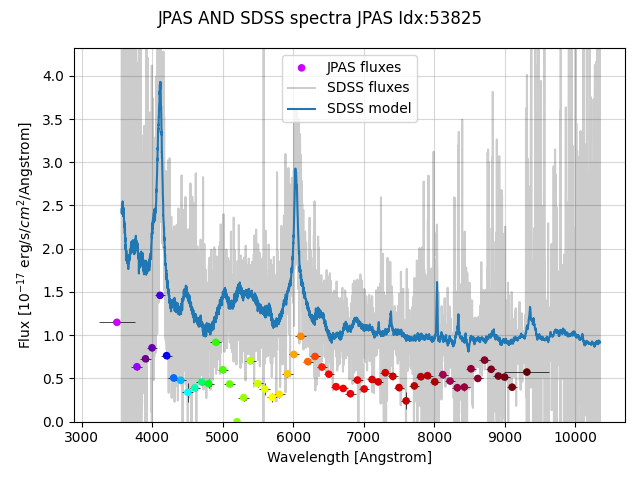 JPAS AND SDSS spectra JPAS Idx:53825
JPAS fluxes
SDSS fluxes
SDSS model
Flux [10⁻¹⁷ erg/s/cm²/Angstrom]
4.0
3.5
3.0
2.5
2.0
1.5
1.0
0.5
0.0
3000 4000 5000 6000 7000 8000 9000 10000
Wavelength [Angstrom]